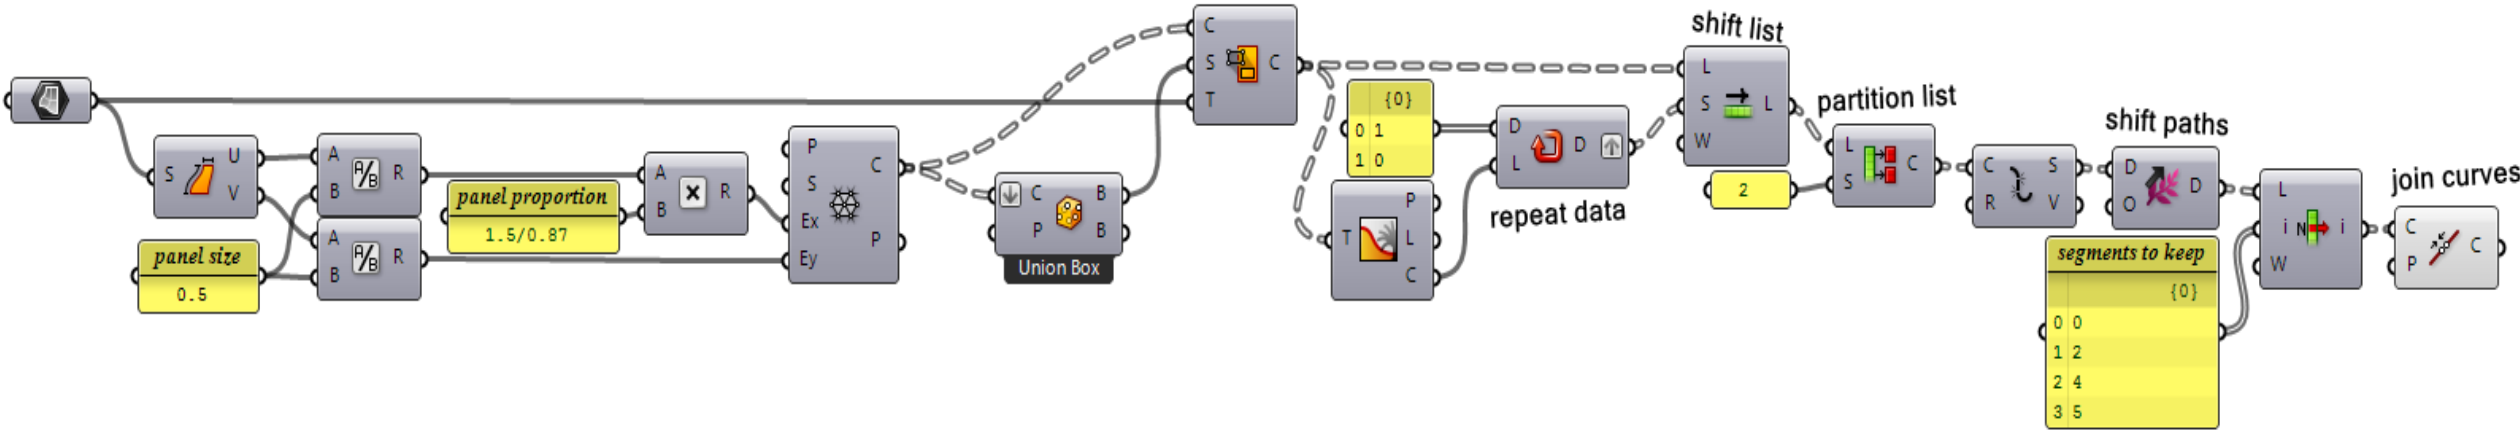 S
U
V
panel size
0.5
A
B
R
A
B
R
panel proportion
1.5/0.87
A
B
R
P
S
Ex
Ey
C
P
C
P
B
B
Union Box
C
S
T
C
{0}
0 1
1 0
T
P
L
C
D
L
D
repeat data
shift list
L
S
W
L
2
partition list
L
S
C
C
R
S
V
shift paths
D
O
D
segments to keep
{0}
0 0
1 2
2 4
3 5
L
i
W
N
i
join curves
C
P
C